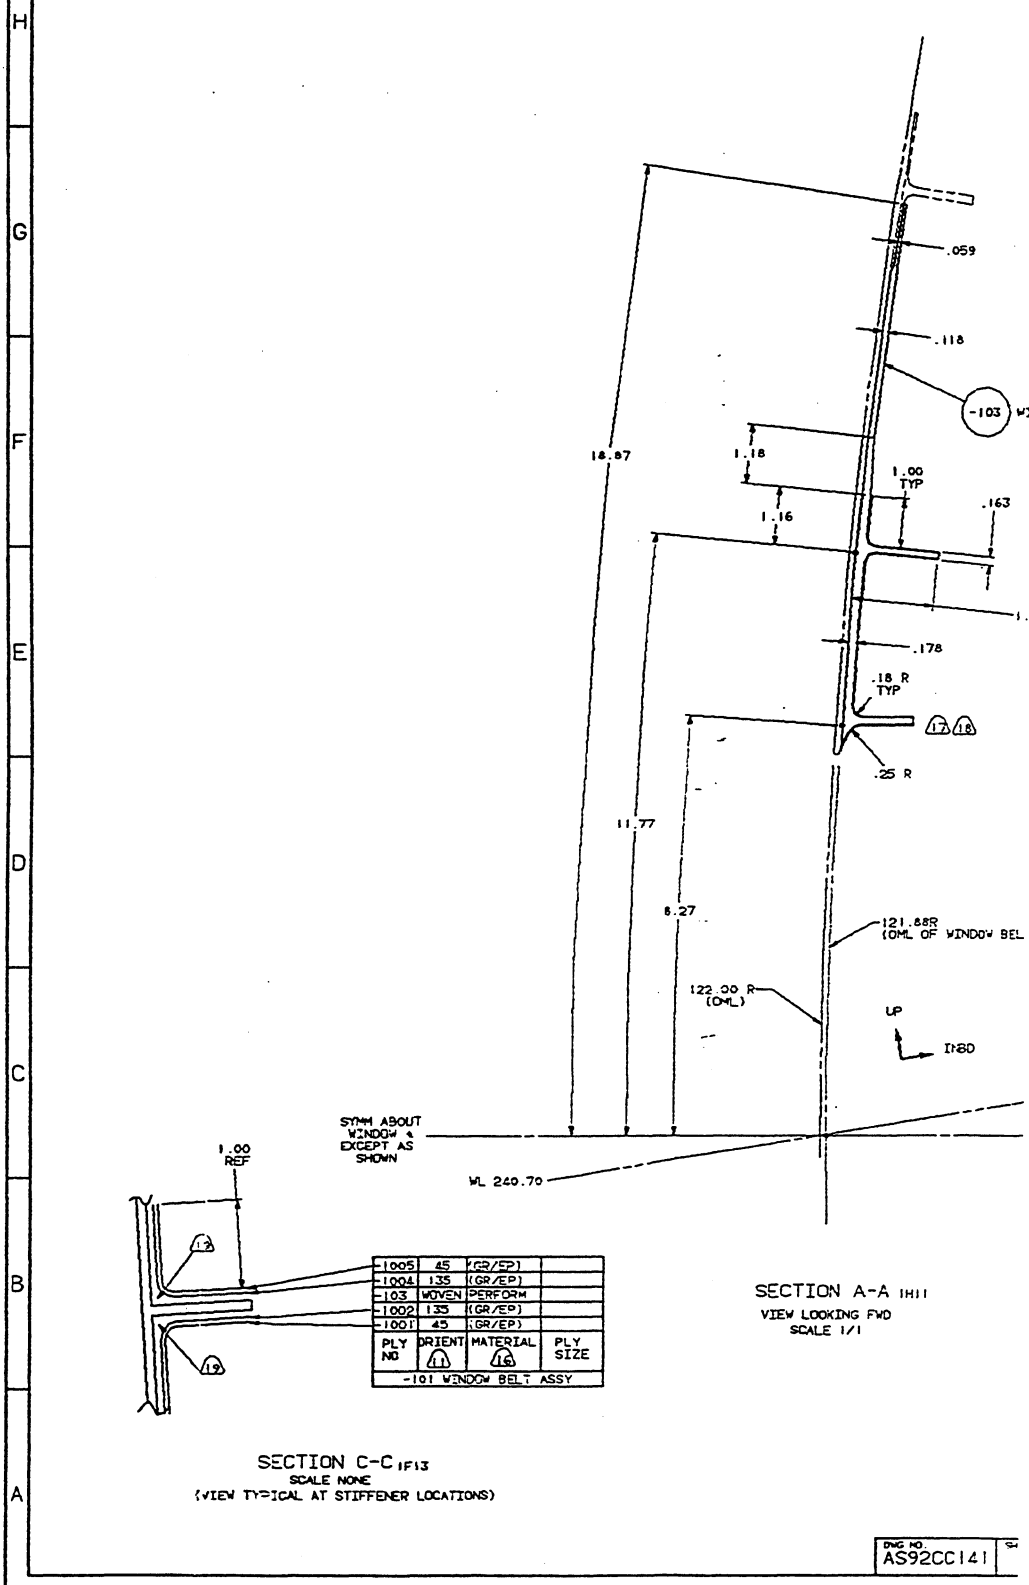 H
G
F
E
D
C
B
A
.059
.118
-103
18.87
1.18
1.00
TYP
.163
1.16
1.
.178
.18 R
TYP
17 18
.25 R
11.77
8.27
121.88R
(OML OF WINDOW BEL
122.00 R
(OML)
UP
INBD
SYMM ABOUT
WINDOW
EXCEPT AS
SHOWN
WL 240.70
1.00
REF
19
-1005 45 (GR/EP)
-1004 135 (GR/EP)
-103 WOVEN PERFORM
-1002 135 (GR/EP)
-1001 45 (GR/EP)
PLY NO ORIENT 11 MATERIAL 16 PLY SIZE
-101 WINDOW BELT ASSY
SECTION A-A 1H11
VIEW LOOKING FWD
SCALE 1/1
SECTION C-C 1F13
SCALE NONE
(VIEW TYPICAL AT STIFFENER LOCATIONS)
DWG NO.
AS92CC141